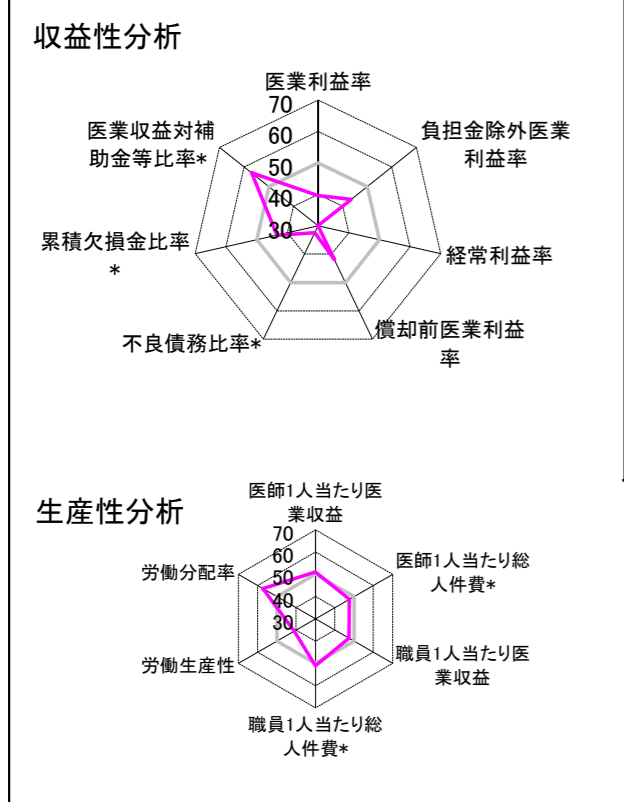 収益性分析
医業利益率
70
60
50
40
30
医業収益対補
助金等比率*
負担金除外医業
利益率
累積欠損金比率
*
経常利益率
不良債務比率*
償却前医業利益
率
生産性分析
医師1人当たり医
業収益
70
60
50
40
30
労働分配率
医師1人当たり総
人件費*
労働生産性
職員1人当たり医
業収益
職員1人当たり総
人件費*